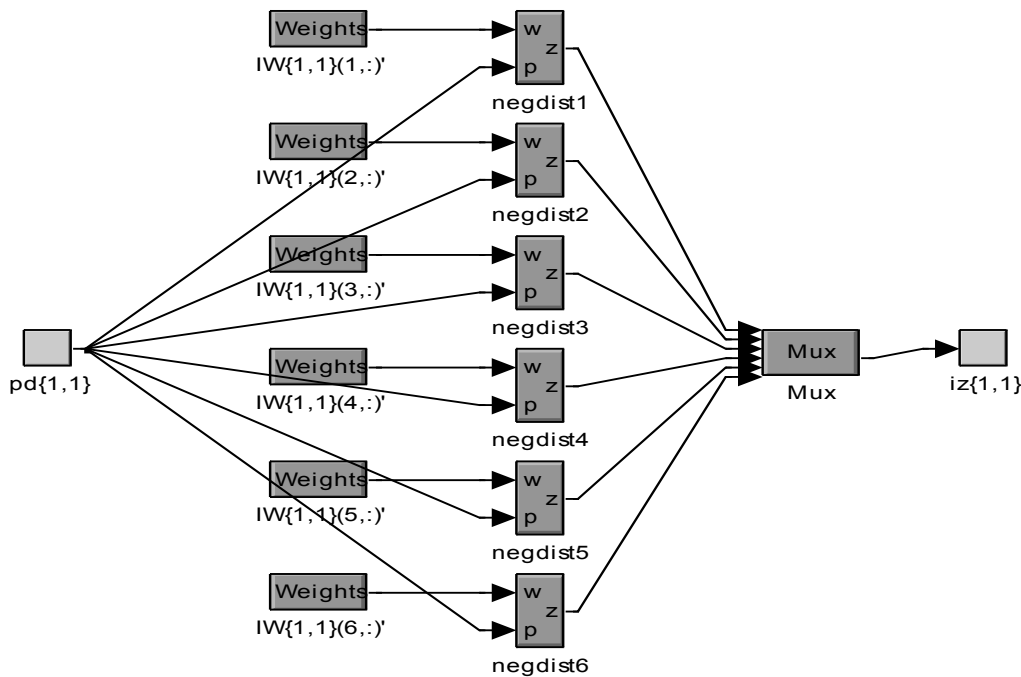 Weights
w
z
p
IW{1,1}(1,:)'
negdist1
Weights
w
z
p
IW{1,1}(2,:)'
negdist2
Weights
w
z
p
IW{1,1}(3,:)'
negdist3
pd{1,1}
Mux
Mux
iz{1,1}
Weights
w
z
p
IW{1,1}(4,:)'
negdist4
Weights
w
z
p
IW{1,1}(5,:)'
negdist5
Weights
w
z
p
IW{1,1}(6,:)'
negdist6